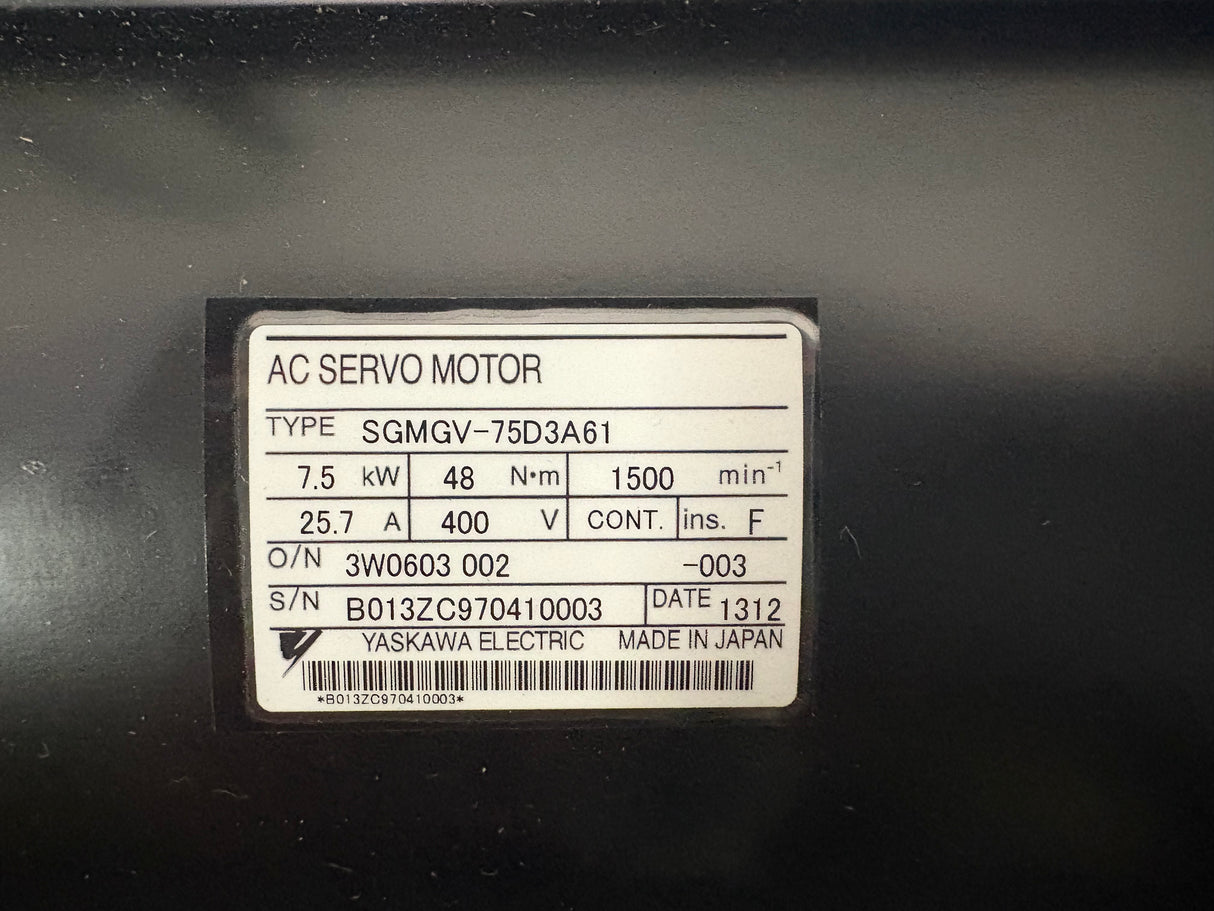 AC SERVO MOTOR
TYPE SGMGV-75D3A61
7.5 kW 48 N•m 1500 min⁻¹
25.7 A 400 V CONT. ins. F
O/N 3W0603 002 -003
S/N B013ZC970410003 DATE 1312
YASKAWA ELECTRIC MADE IN JAPAN
*B013ZC970410003*